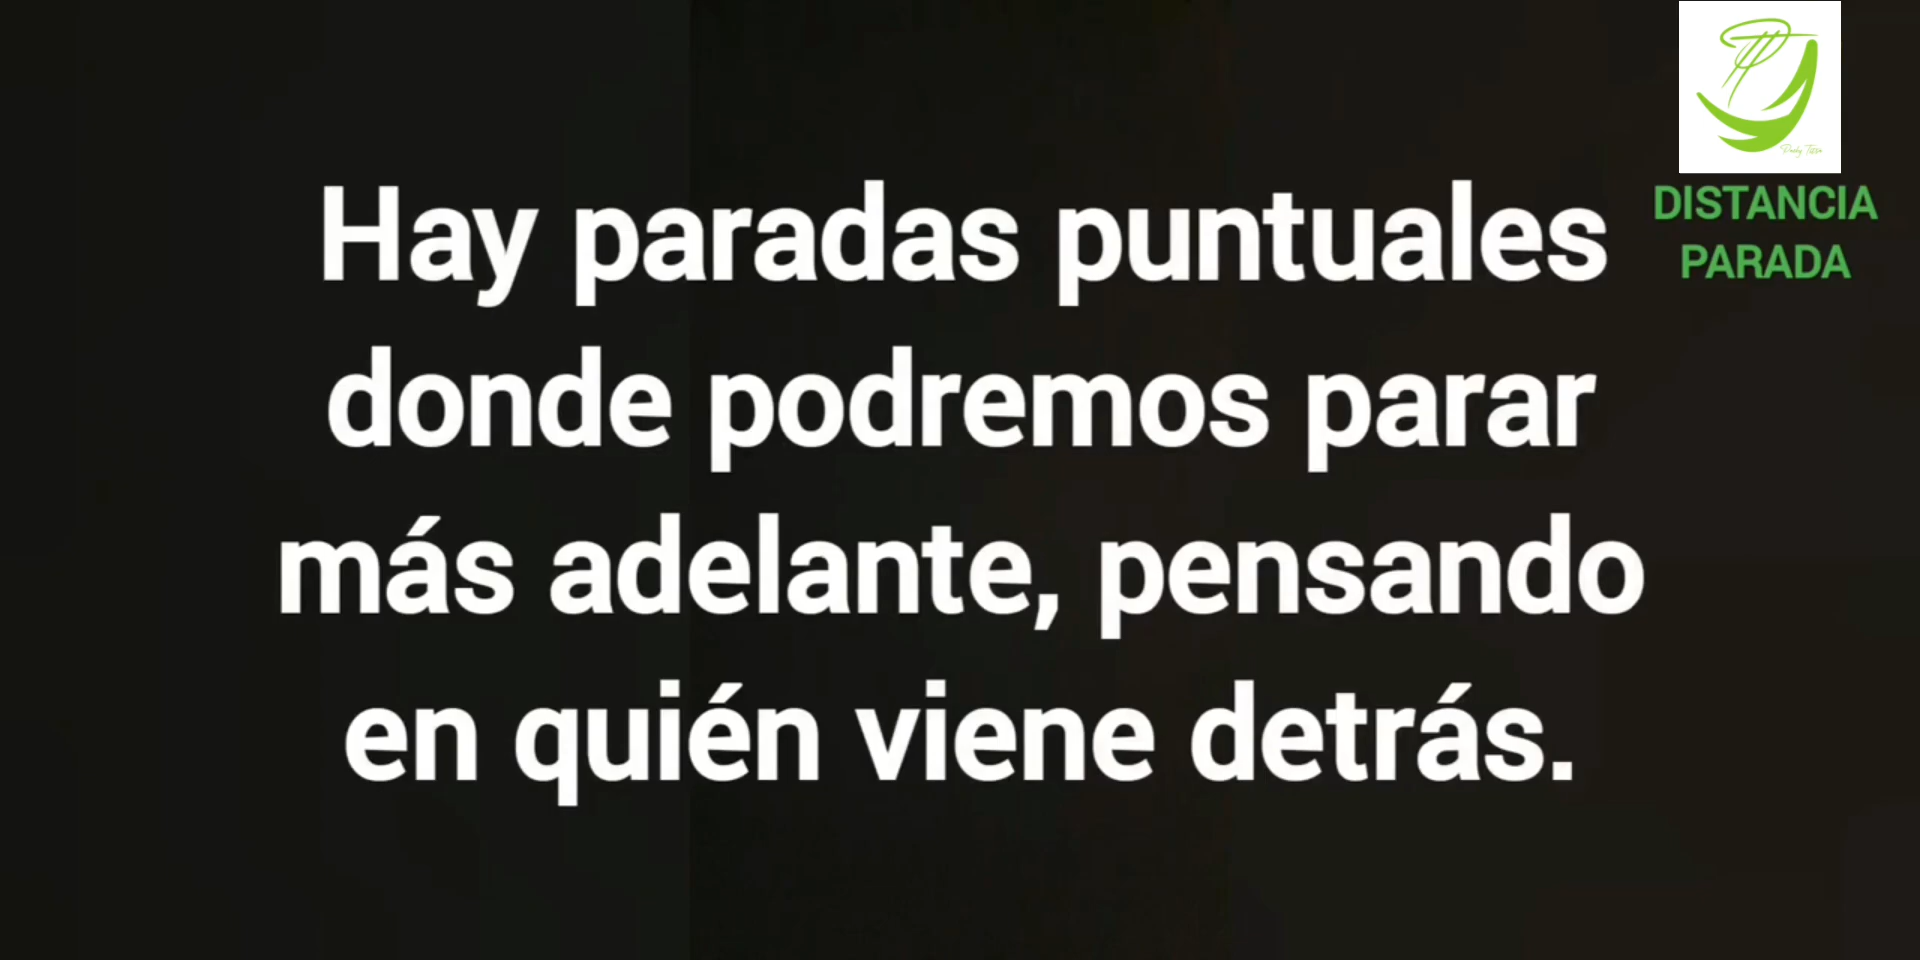 Hay paradas puntuales
donde podremos parar
más adelante, pensando
en quién viene detrás.
DISTANCIA
PARADA